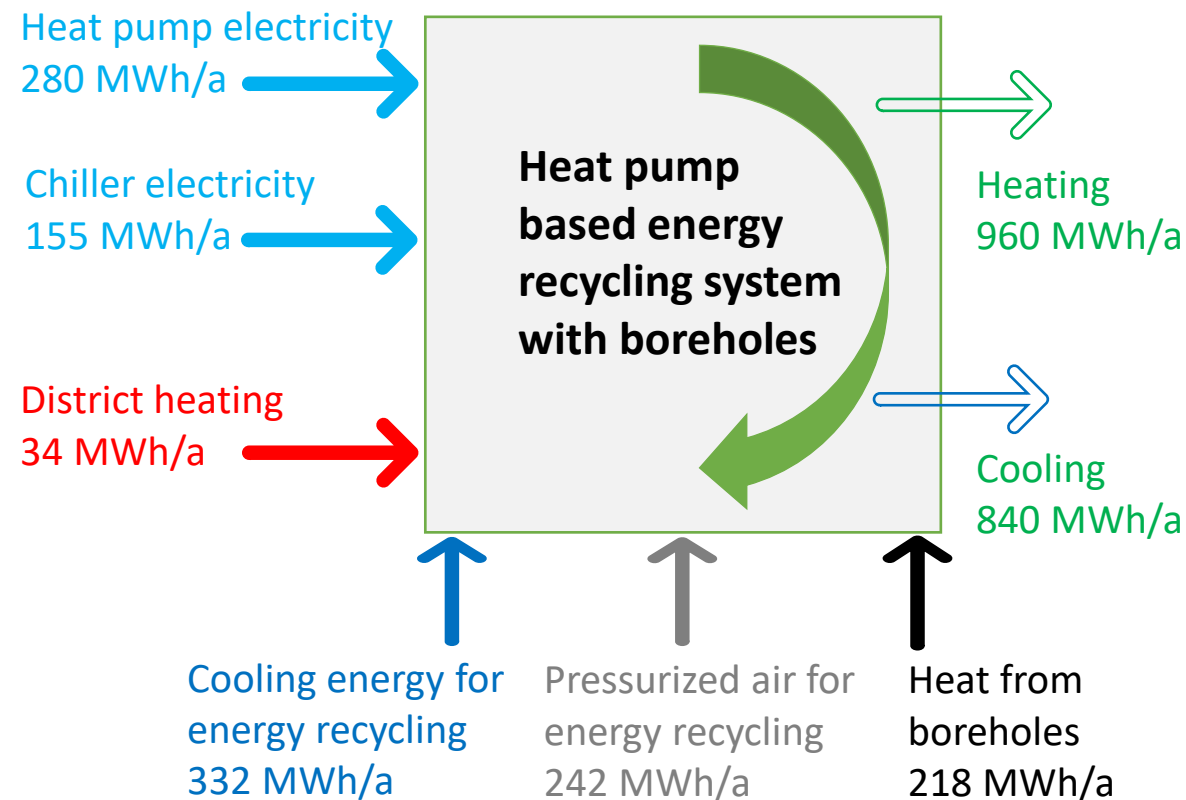 Heat pump electricity
280 MWh/a
Chiller electricity
155 MWh/a
District heating
34 MWh/a
Heat pump
based energy
recycling system
with boreholes
Heating
960 MWh/a
Cooling
840 MWh/a
Cooling energy for
energy recycling
332 MWh/a
Pressurized air for
energy recycling
242 MWh/a
Heat from
boreholes
218 MWh/a